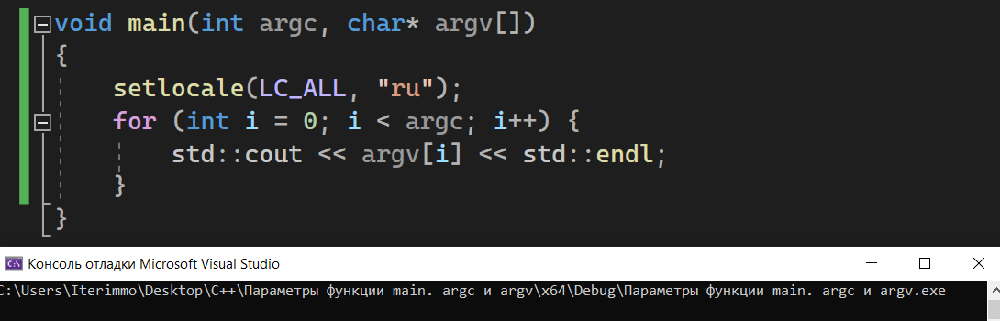 void main(int argc, char* argv[])
{
setlocale(LC_ALL, "ru");
for (int i = 0; i < argc; i++) {
std::cout << argv[i] << std::endl;
}
}
Консоль отладки Microsoft Visual Studio
C:\Users\Iterimmo\Desktop\C++\Параметры функции main. argc и argv\x64\Debug\Параметры функции main. argc и argv.exe